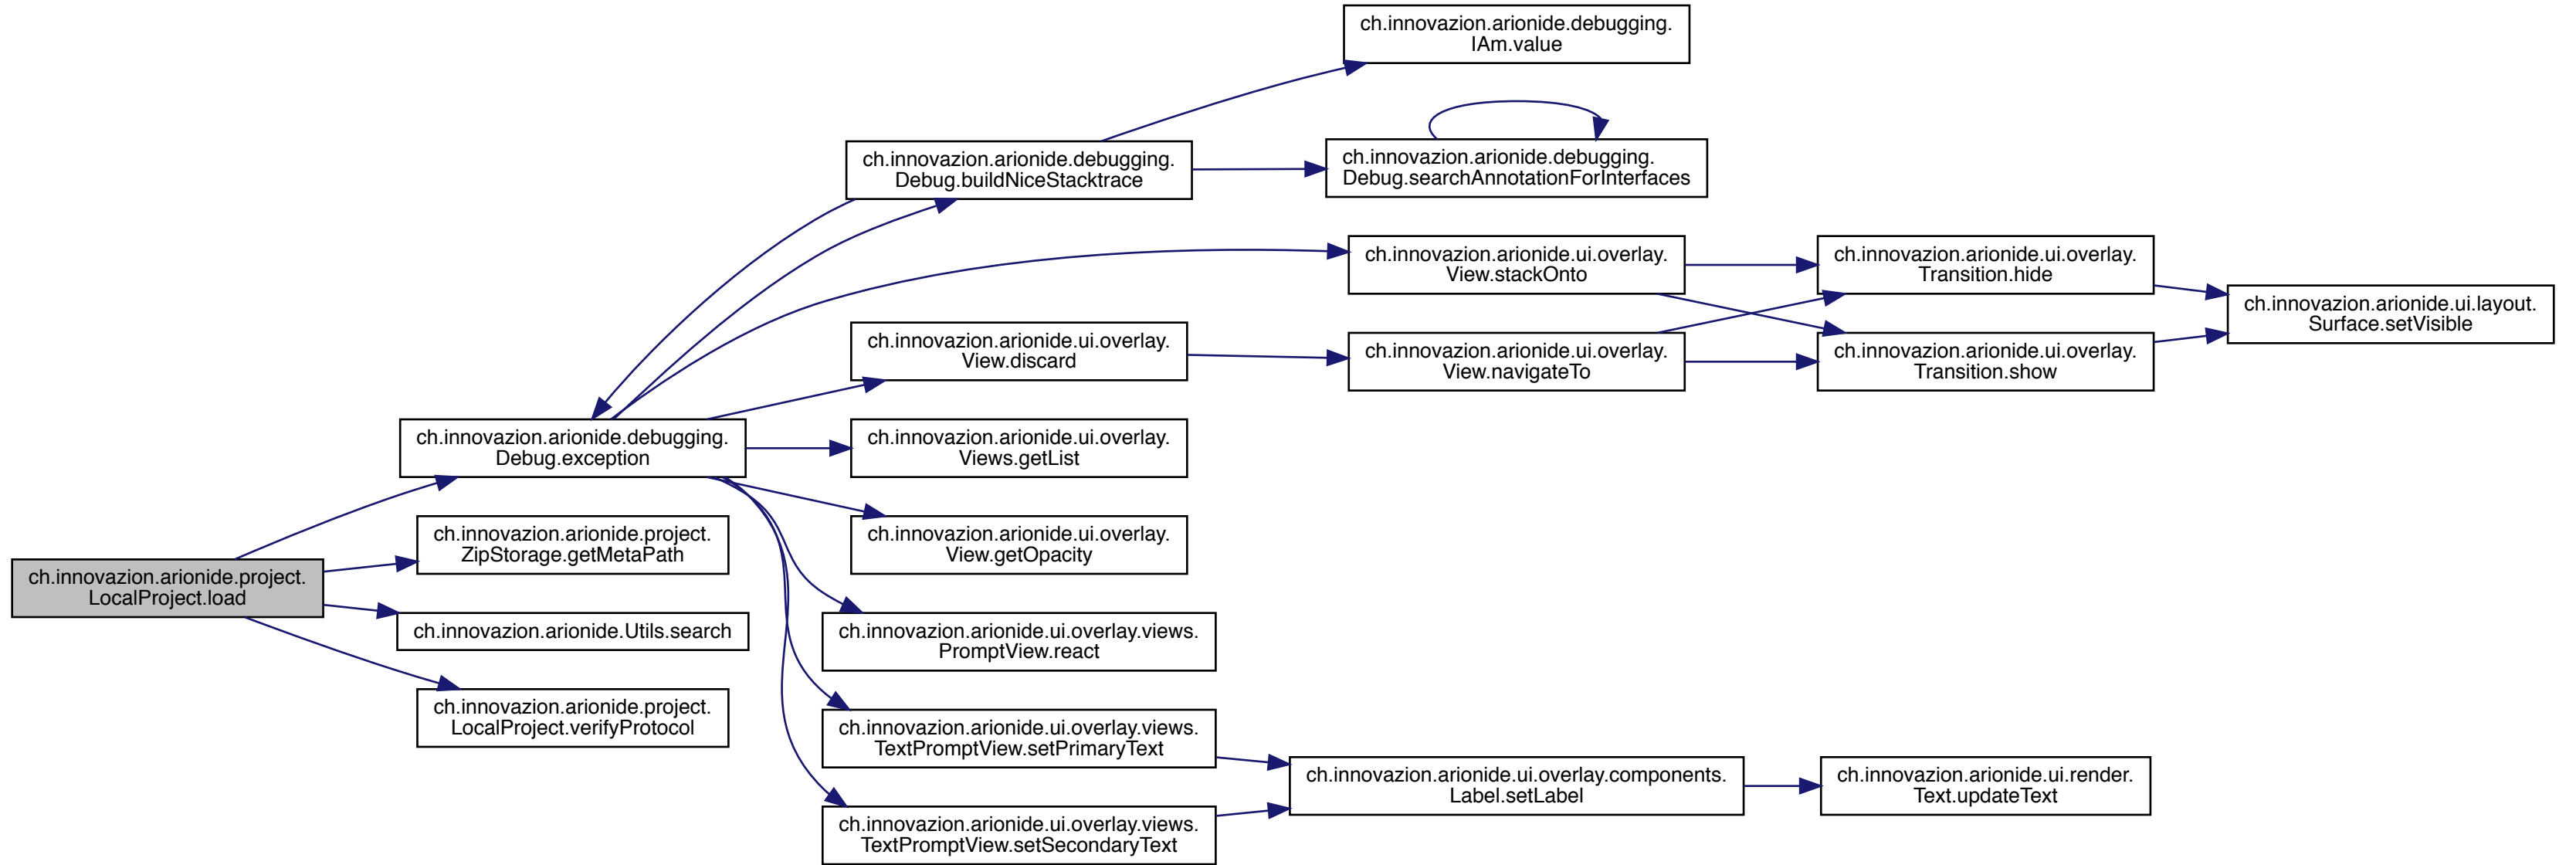 ch.innovazion.arionide.debugging.
IAm.value
ch.innovazion.arionide.debugging.
Debug.buildNiceStacktrace
ch.innovazion.arionide.debugging.
Debug.searchAnnotationForInterfaces
ch.innovazion.arionide.ui.overlay.
View.stackOnto
ch.innovazion.arionide.ui.overlay.
Transition.hide
ch.innovazion.arionide.ui.layout.
Surface.setVisible
ch.innovazion.arionide.ui.overlay.
View.discard
ch.innovazion.arionide.ui.overlay.
View.navigateTo
ch.innovazion.arionide.ui.overlay.
Transition.show
ch.innovazion.arionide.debugging.
Debug.exception
ch.innovazion.arionide.ui.overlay.
Views.getList
ch.innovazion.arionide.project.
ZipStorage.getMetaPath
ch.innovazion.arionide.ui.overlay.
View.getOpacity
ch.innovazion.arionide.project.
LocalProject.load
ch.innovazion.arionide.Utils.search
ch.innovazion.arionide.ui.overlay.views.
PromptView.react
ch.innovazion.arionide.project.
LocalProject.verifyProtocol
ch.innovazion.arionide.ui.overlay.views.
TextPromptView.setPrimaryText
ch.innovazion.arionide.ui.overlay.components.
Label.setLabel
ch.innovazion.arionide.ui.render.
Text.updateText
ch.innovazion.arionide.ui.overlay.views.
TextPromptView.setSecondaryText